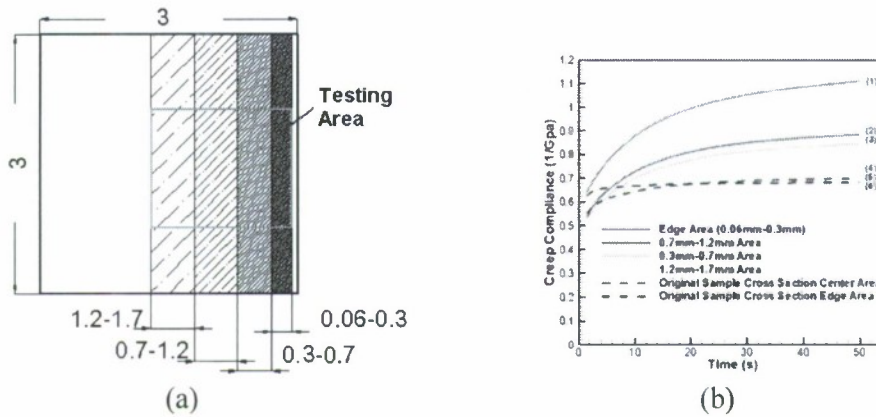 3
3
Testing
Area
1.2-1.7
0.7-1.2
0.3-0.7
0.06-0.3
(a)
Creep Compliance (1/Gpa)
1.2
1.1
1
0.9
0.8
0.7
0.6
0.5
0.4
0.3
0.2
0.1
0
0
10
20
30
40
50
Time (s)
(1)
(2)
(3)
(4)
(5)
(6)
Edge Area (0.06mm-0.3mm)
0.7mm-1.2mm Area
0.3mm-0.7mm Area
1.2mm-1.7mm Area
Original Sample Cross Section Center Area
Original Sample Cross Section Edge Area
(b)